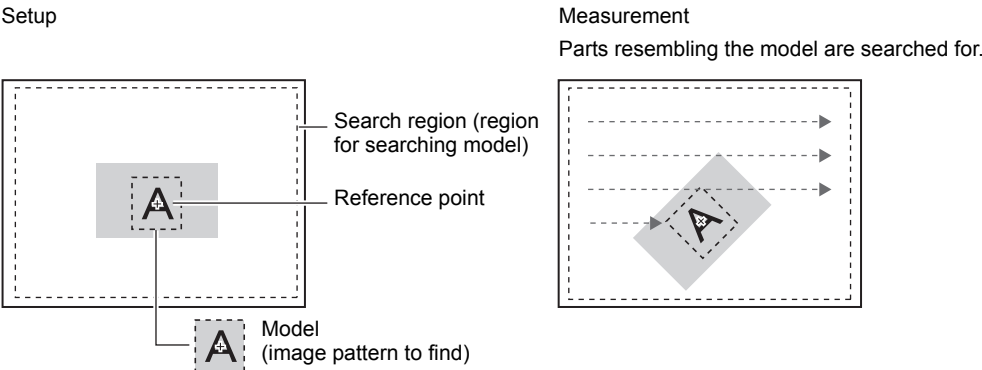 Setup
Measurement
Parts resembling the model are searched for.
Search region (region
for searching model)
Reference point
A
A
A
Model
(image pattern to find)